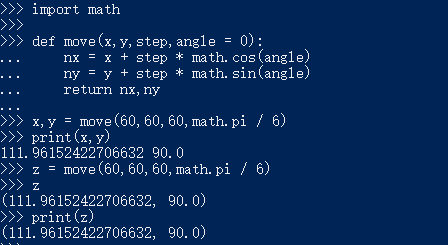 >>> import math
>>>
>>> def move(x,y,step,angle = 0):
...     nx = x + step * math.cos(angle)
...     ny = y + step * math.sin(angle)
...     return nx,ny
...
>>> x,y = move(60,60,60,math.pi / 6)
>>> print(x,y)
111.96152422706632 90.0
>>> z = move(60,60,60,math.pi / 6)
>>> z
(111.96152422706632, 90.0)
>>> print(z)
(111.96152422706632, 90.0)
>>>